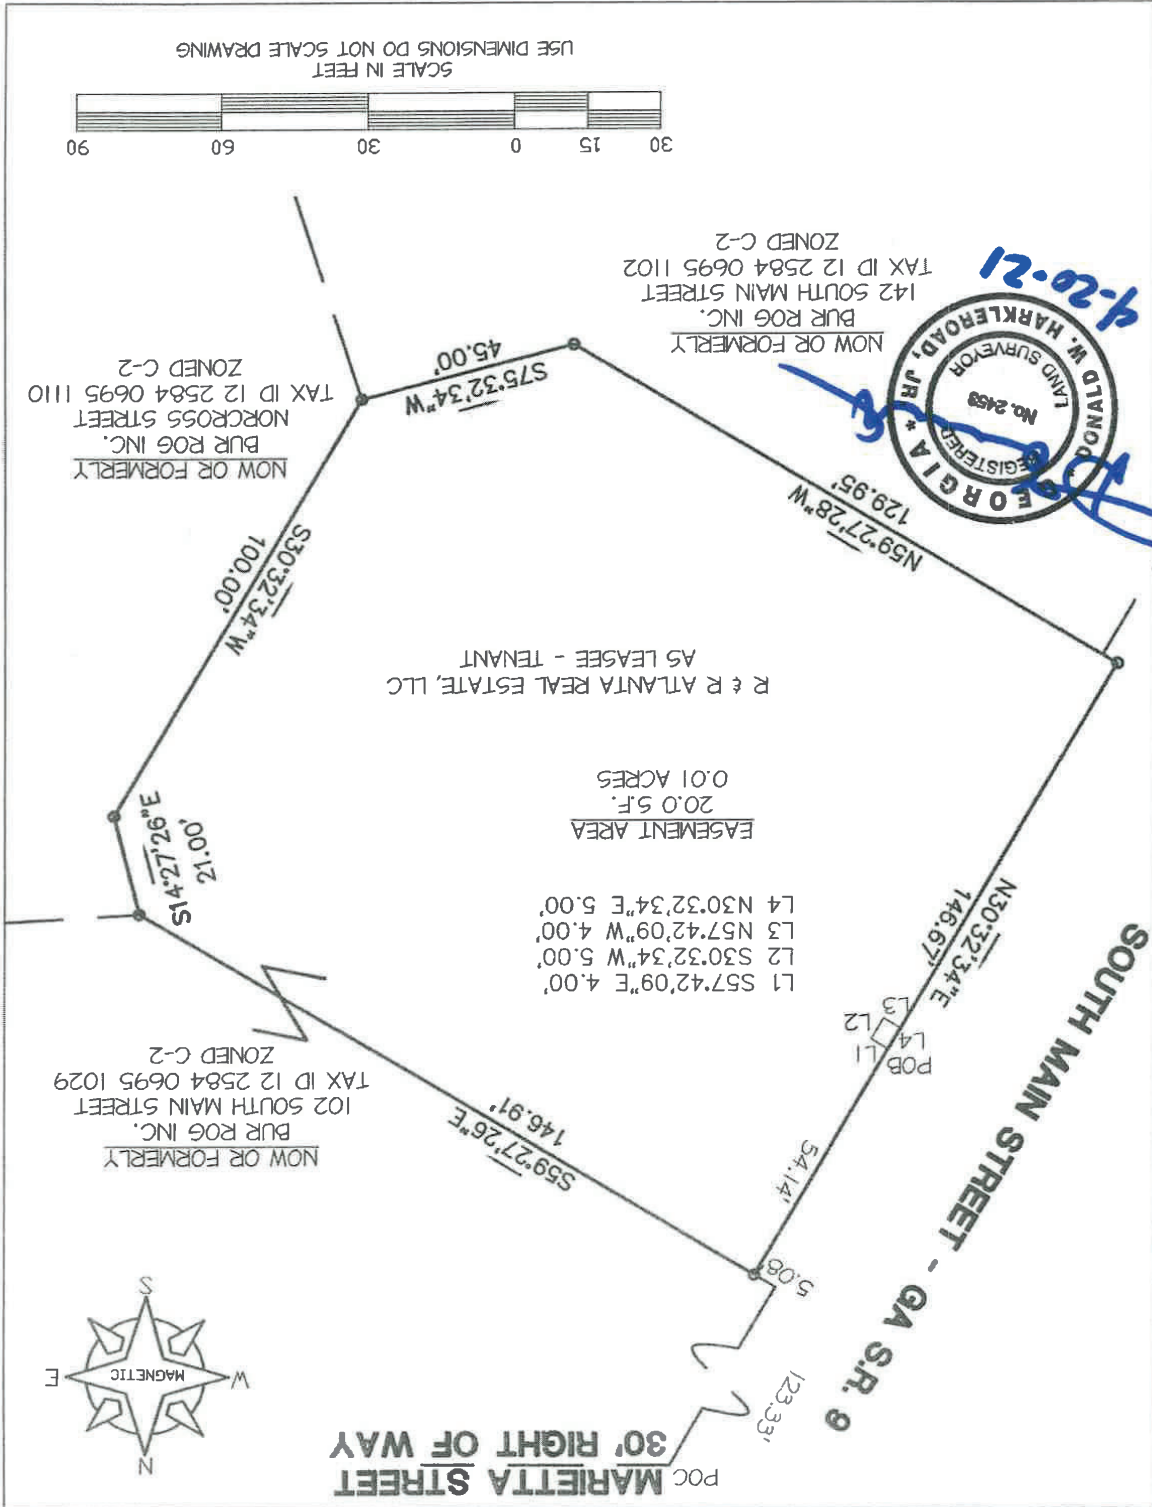 POC
MARIETTA STREET
30' RIGHT OF WAY
123.33'
N
W
MAGNETIC
E
S
SOUTH MAIN STREET - GA S.R. 9
5.08'
54.14'
S59°27'26"E
146.91'
NOW OR FORMERLY
BUR ROG INC.
102 SOUTH MAIN STREET
TAX ID 12 2584 0695 1029
ZONED C-2
POB
L1
L4
L2
L3
N30°32'34"E
146.67'
L1 S57°42'09"E 4.00'
L2 S30°32'34"W 5.00'
L3 N57°42'09"W 4.00'
L4 N30°32'34"E 5.00'
S14°27'26"E
21.00'
EASEMENT AREA
20.0 S.F.
0.01 ACRES
R & R ATLANTA REAL ESTATE, LLC
AS LEASEE - TENANT
S30°32'34"W
100.00'
N59°27'28"W
129.95'
NOW OR FORMERLY
BUR ROG INC.
NORCROSS STREET
TAX ID 12 2584 0695 1110
ZONED C-2
S75°32'34"W
45.00'
NOW OR FORMERLY
BUR ROG INC.
142 SOUTH MAIN STREET
TAX ID 12 2584 0695 1102
ZONED C-2
EORGIA
REGISTERED
No. 2453
LAND SURVEYOR
* DONALD W. HARKLEROAD, JR. *
4-20-21
30 15 0 30 60 90
SCALE IN FEET
USE DIMENSIONS DO NOT SCALE DRAWING